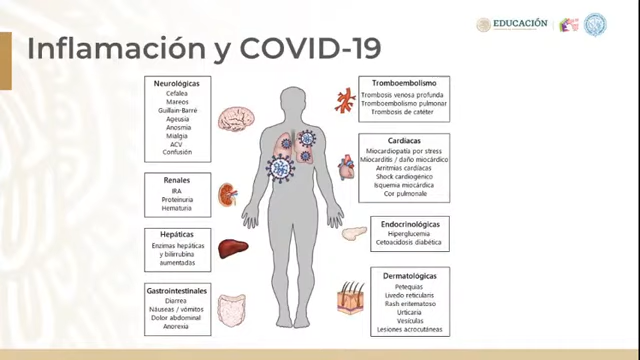 EDUCACIÓN
Inflamación y COVID-19
Neurológicas
Cefalea
Mareos
Guillain-Barré
Ageusia
Anosmia
Mialgia
ACV
Confusión
Renales
IRA
Proteinuria
Hematuria
Hepáticas
Enzimas hepáticas
y bilirrubina
aumentadas
Gastrointestinales
Diarrea
Náuseas / vómitos
Dolor abdominal
Anorexia
Tromboembolismo
Trombosis venosa profunda
Tromboembolismo pulmonar
Trombosis de catéter
Cardíacas
Miocardiopatía por stress
Miocarditis / daño miocárdico
Arritmias cardíacas
Shock cardiogénico
Isquemia miocárdica
Cor pulmonale
Endocrinológicas
Hiperglucemia
Cetoacidosis diabética
Dermatológicas
Petequias
Livedo reticularis
Rash eritematoso
Urticaria
Vesículas
Lesiones acrocutáneas